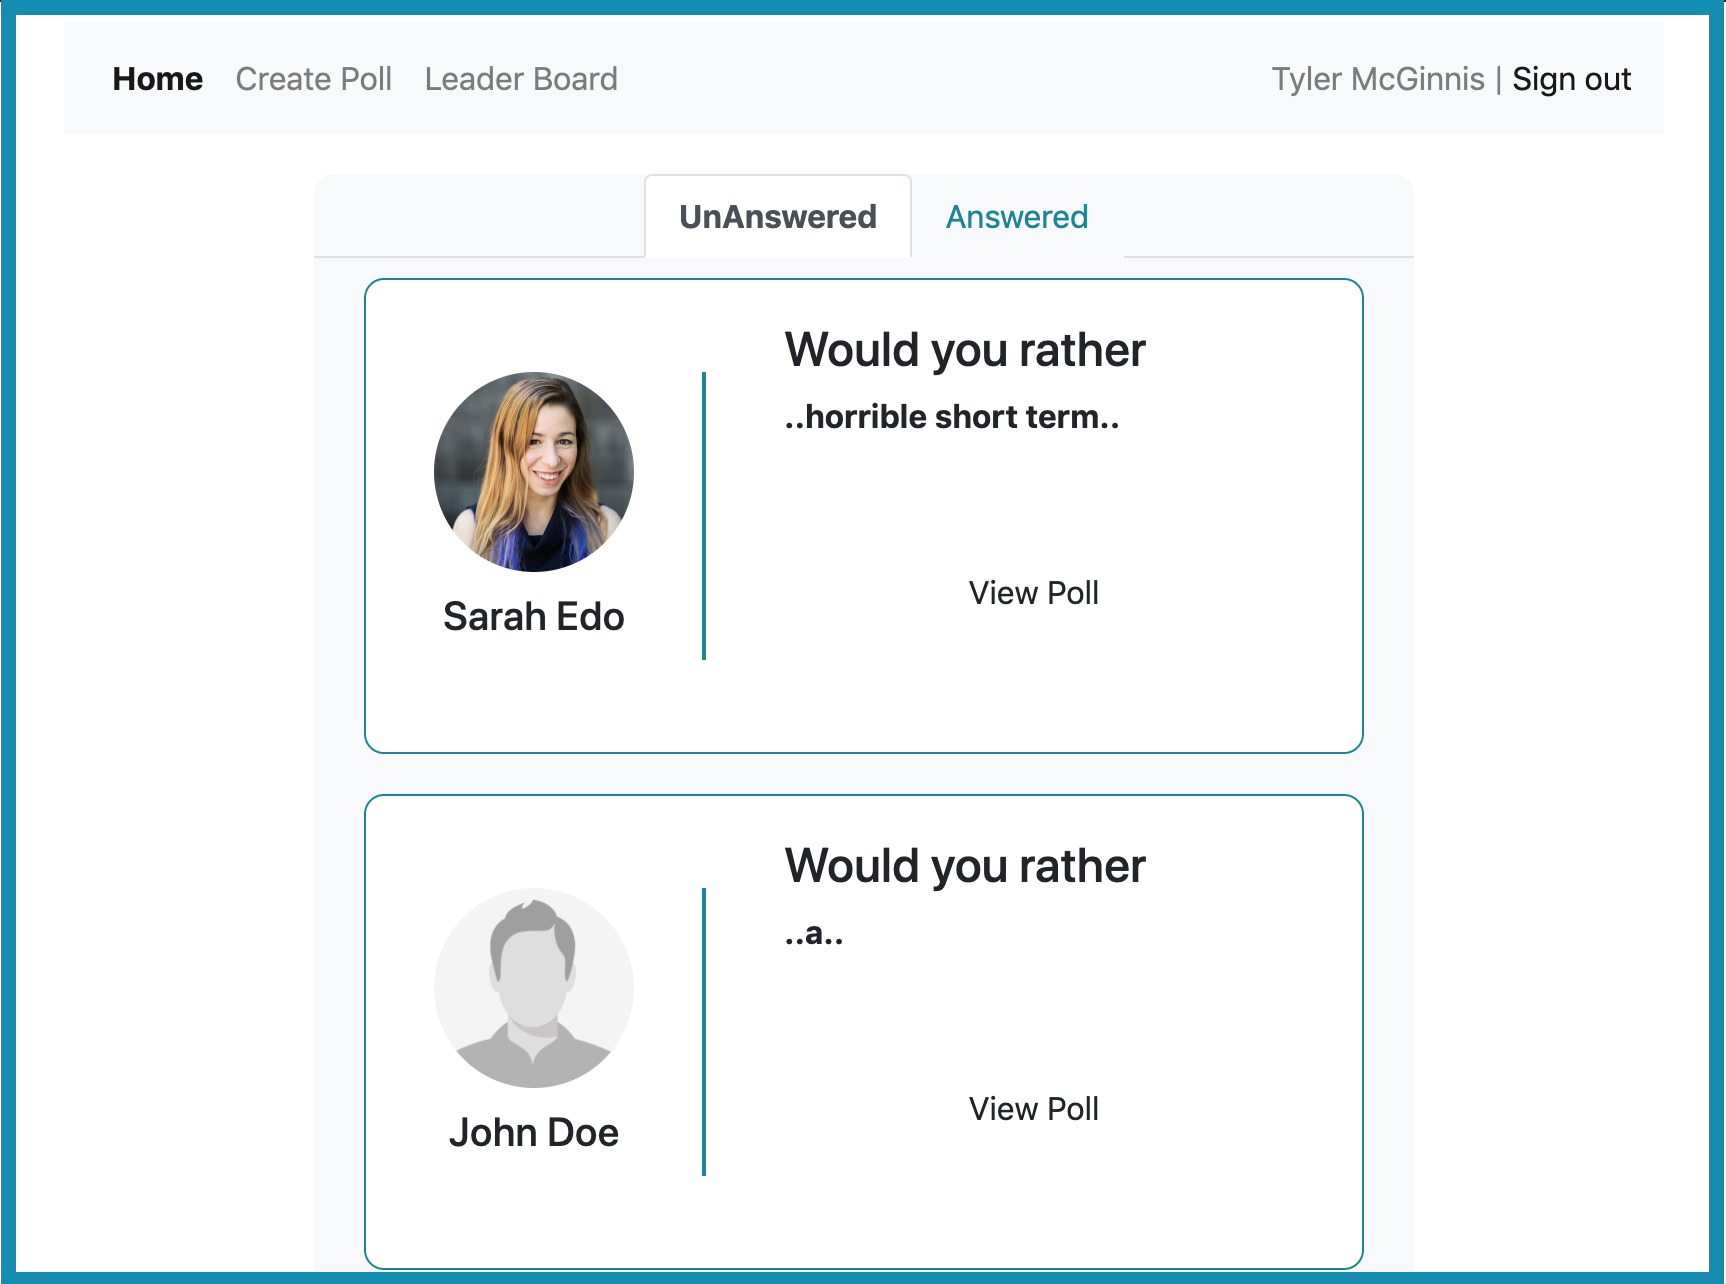 Home Create Poll Leader Board Tyler McGinnis | Sign out
UnAnswered Answered
Would you rather
..horrible short term..
View Poll
Sarah Edo
Would you rather
..a..
View Poll
John Doe